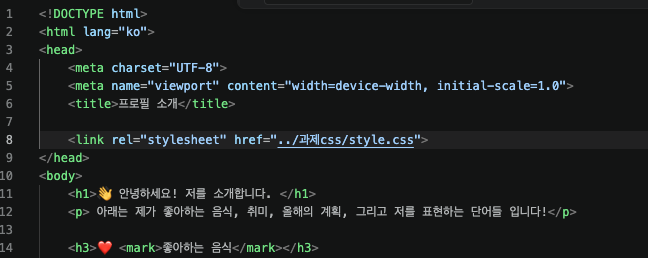 1 <!DOCTYPE html>
2 <html lang="ko">
3 <head>
4 <meta charset="UTF-8">
5 <meta name="viewport" content="width=device-width, initial-scale=1.0">
6 <title>프로필 소개</title>
7
8 <link rel="stylesheet" href="../과제css/style.css">
9 </head>
10 <body>
11 <h1>👋 안녕하세요! 저를 소개합니다. </h1>
12 <p> 아래는 제가 좋아하는 음식, 취미, 올해의 계획, 그리고 저를 표현하는 단어들 입니다!</p>
13
14 <h3>❤️ <mark>좋아하는 음식</mark></h3>